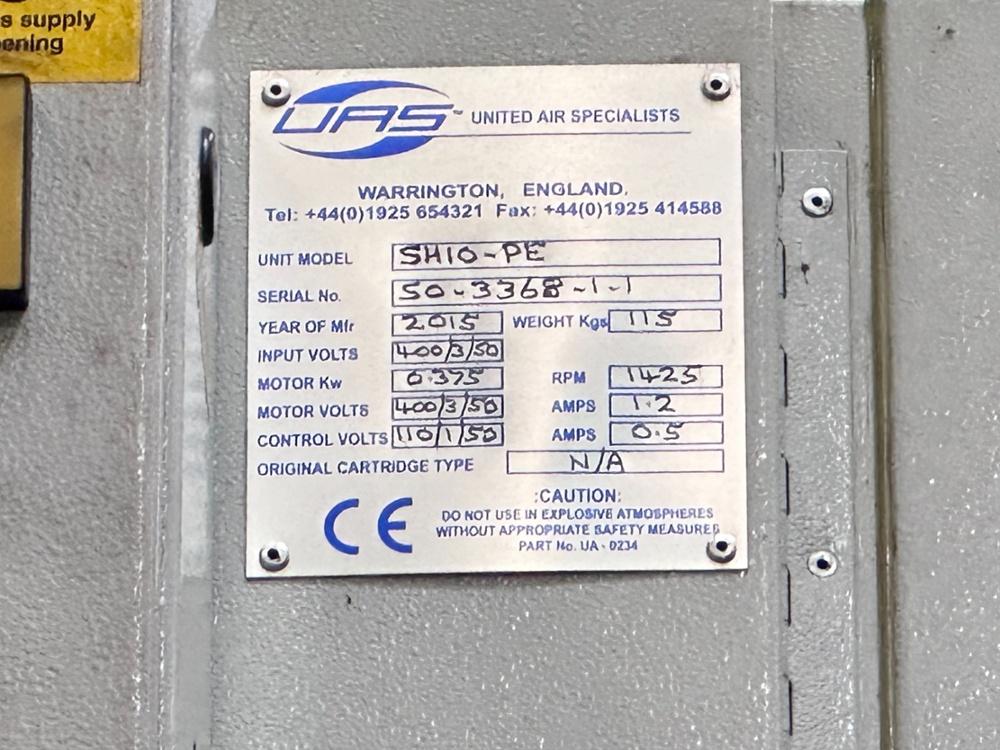 s supply
ening
UAS™ UNITED AIR SPECIALISTS
WARRINGTON, ENGLAND.
Tel: +44(0)1925 654321 Fax: +44(0)1925 414588
UNIT MODEL SH10-PE
SERIAL No. 50-3368-1-1
YEAR OF Mfr 2015 WEIGHT Kgs 115
INPUT VOLTS 400/3/50
MOTOR Kw 0.375 RPM 1425
MOTOR VOLTS 400/3/50 AMPS 1.2
CONTROL VOLTS 110/1/50 AMPS 0.5
ORIGINAL CARTRIDGE TYPE N/A
CE
:CAUTION:
DO NOT USE IN EXPLOSIVE ATMOSPHERES
WITHOUT APPROPRIATE SAFETY MEASURES
PART No. UA - 0234